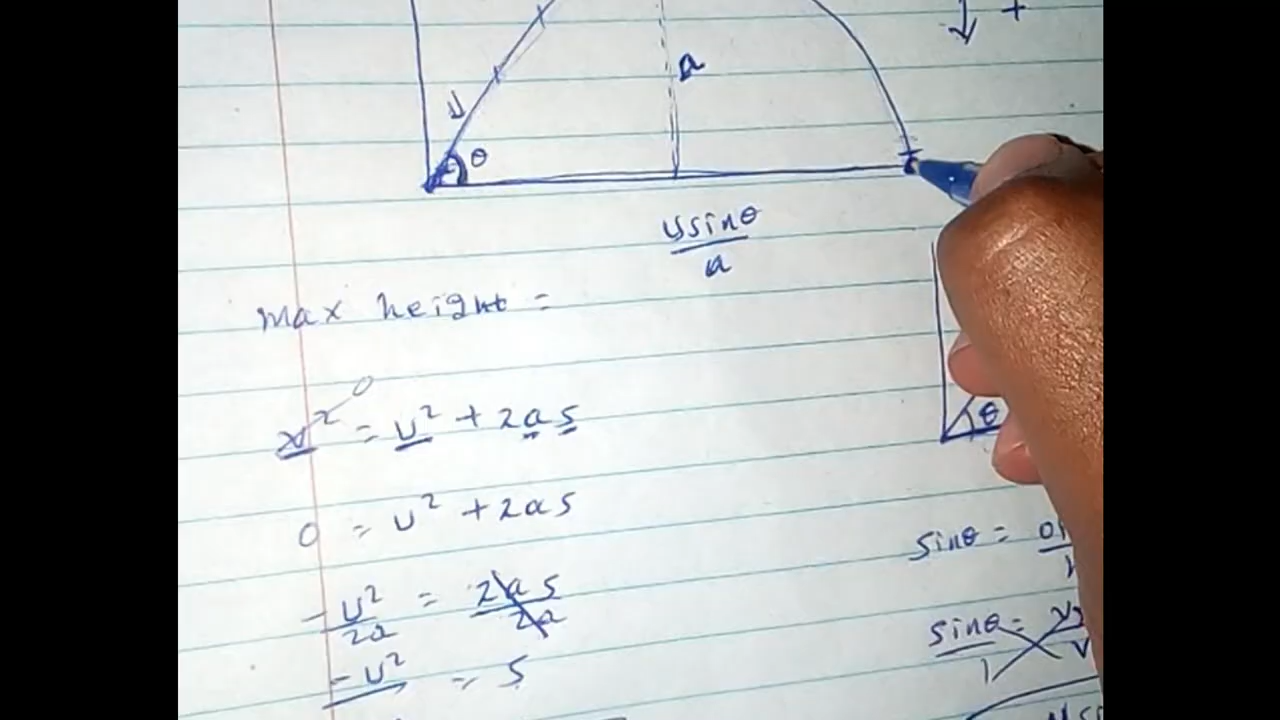 ↓ +
a
u
θ
usinθ/a
max height =
v² 0 = u² + 2as
0 = u² + 2as
-u²/2a = 2as/2a
-u² = s
θ
sinθ =
sinθ/1 =